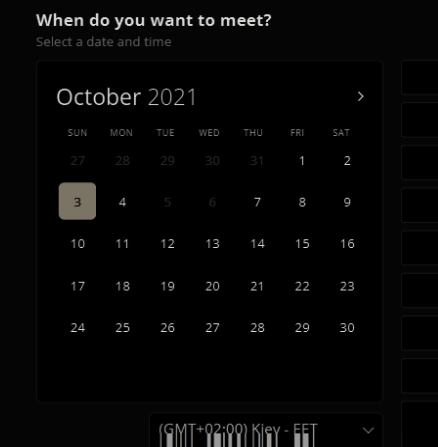 When do you want to meet?
Select a date and time
October 2021
SUN MON TUE WED THU FRI SAT
27 28 29 30 31 1 2
3 4 5 6 7 8 9
10 11 12 13 14 15 16
17 18 19 20 21 22 23
24 25 26 27 28 29 30
(GMT+02:00) Kiev - EET